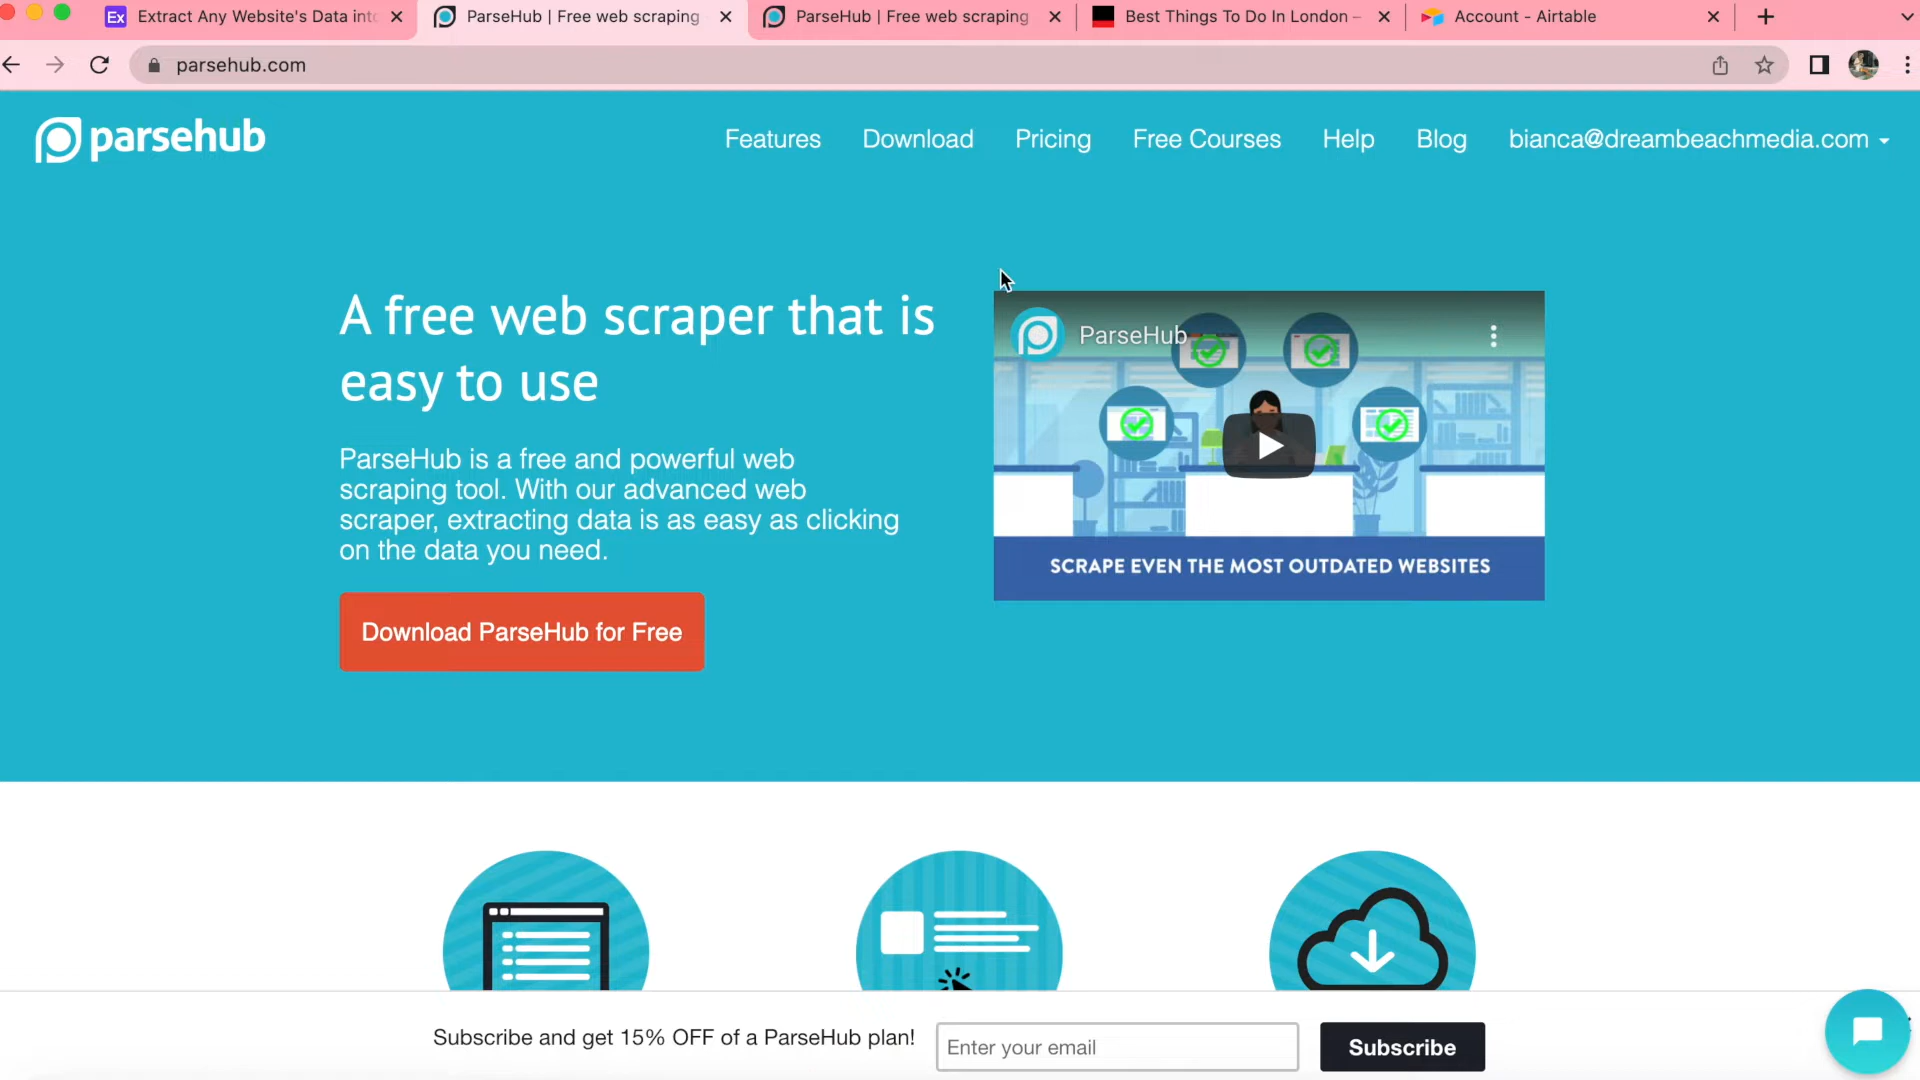 Ex Extract Any Website's Data into
ParseHub | Free web scraping
ParseHub | Free web scraping
Best Things To Do In London –
Account - Airtable
parsehub.com
parsehub
Features
Download
Pricing
Free Courses
Help
Blog
bianca@dreambeachmedia.com
A free web scraper that is
easy to use
ParseHub is a free and powerful web
scraping tool. With our advanced web
scraper, extracting data is as easy as clicking
on the data you need.
Download ParseHub for Free
ParseHub
SCRAPE EVEN THE MOST OUTDATED WEBSITES
Subscribe and get 15% OFF of a ParseHub plan!
Enter your email
Subscribe